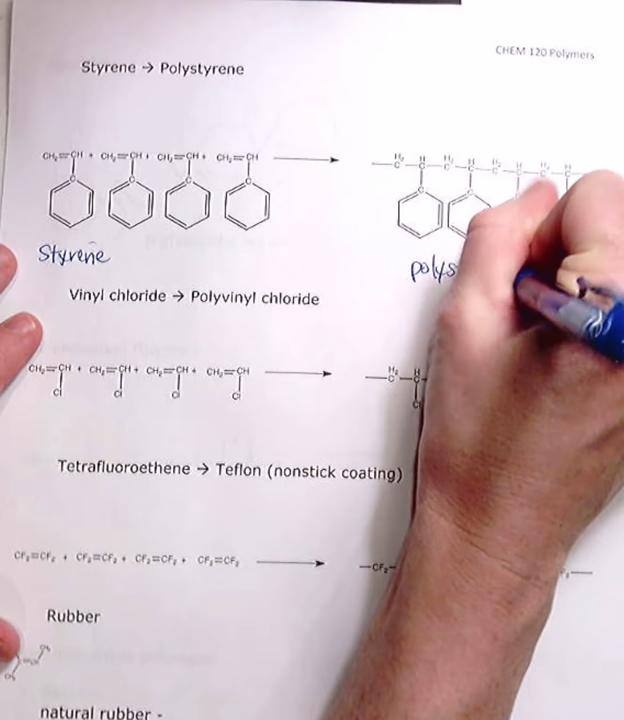 CHEM 120 Polymers
Styrene → Polystyrene
CH₂=CH + CH₂=CH + CH₂=CH + CH₂=CH
Styrene
polys
Vinyl chloride → Polyvinyl chloride
CH₂=CH + CH₂=CH + CH₂=CH + CH₂=CH
Cl Cl Cl Cl
Tetrafluoroethene → Teflon (nonstick coating)
CF₂=CF₂ + CF₂=CF₂ + CF₂=CF₂ + CF₂=CF₂ —CF₂—
Rubber
natural rubber -